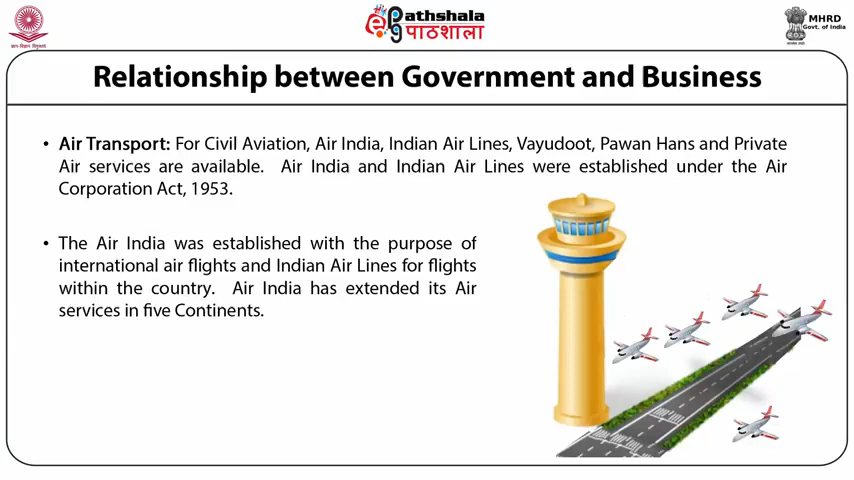 ePathshala
पाठशाला
MHRD
Govt. of India
ज्ञान-विज्ञान विमुक्तये
Relationship between Government and Business
• Air Transport: For Civil Aviation, Air India, Indian Air Lines, Vayudoot, Pawan Hans and Private
Air services are available. Air India and Indian Air Lines were established under the Air
Corporation Act, 1953.
• The Air India was established with the purpose of
international air flights and Indian Air Lines for flights
within the country. Air India has extended its Air
services in five Continents.